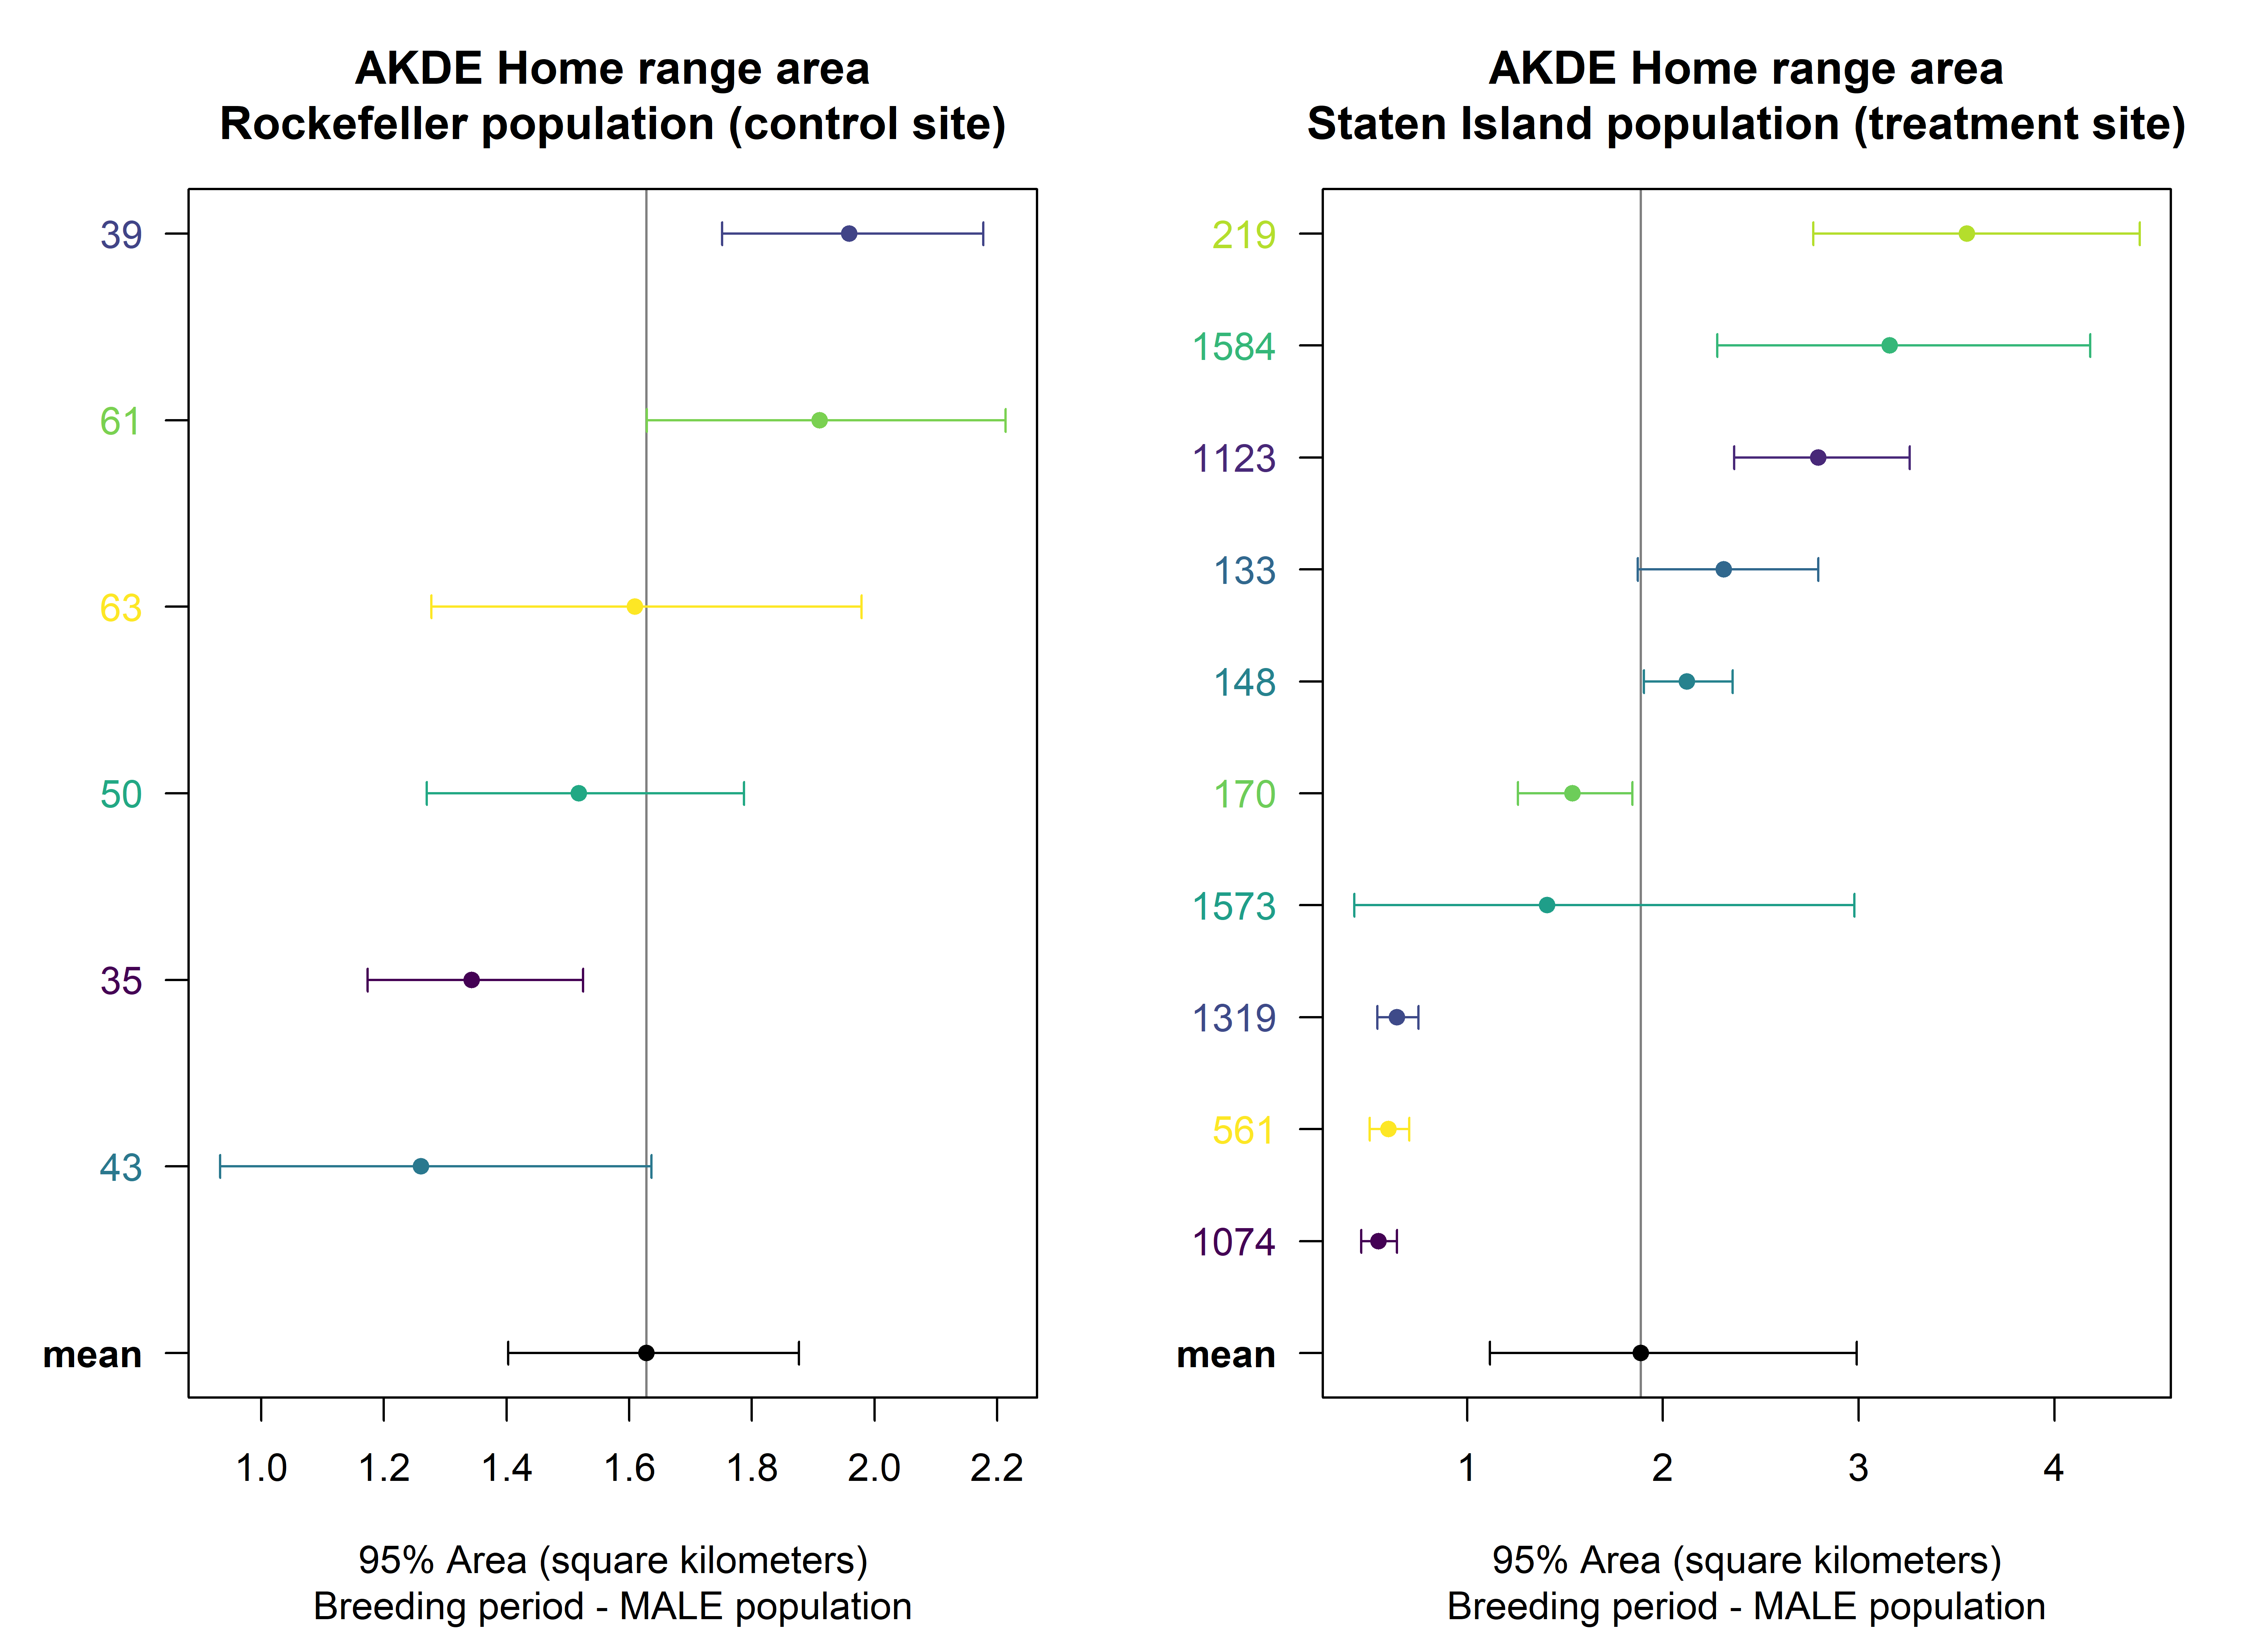 AKDE Home range area
Rockefeller population (control site)
39
61
63
50
35
43
mean
1.0 1.2 1.4 1.6 1.8 2.0 2.2
95% Area (square kilometers)
Breeding period - MALE population
AKDE Home range area
Staten Island population (treatment site)
219
1584
1123
133
148
170
1573
1319
561
1074
mean
1 2 3 4
95% Area (square kilometers)
Breeding period - MALE population